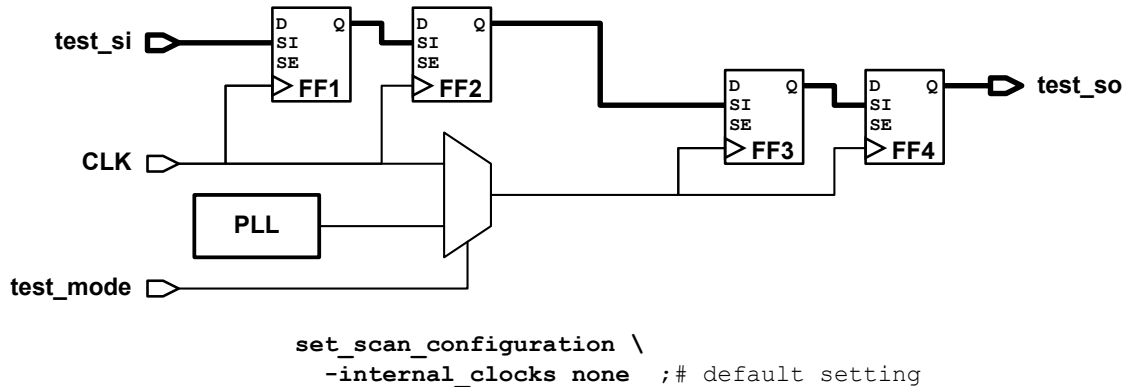 D Q D Q
test_si SI SI
SE SE D Q D Q test_so
FF1 FF2 SI SI
SE SE
CLK FF3 FF4
PLL
test_mode
set_scan_configuration \
-internal_clocks none ;# default setting